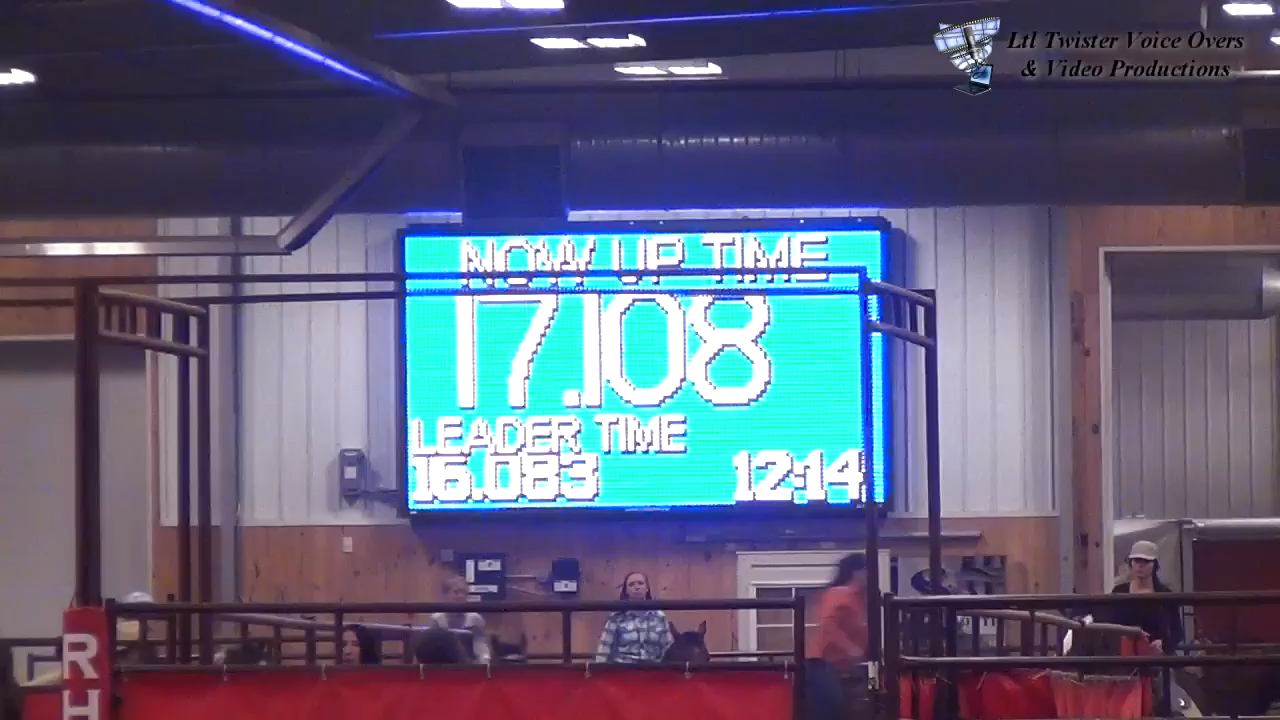 Ltl Twister Voice Overs
& Video Productions
NOW UP TIME
17.108
LEADER TIME
16.083 12:14
R
H